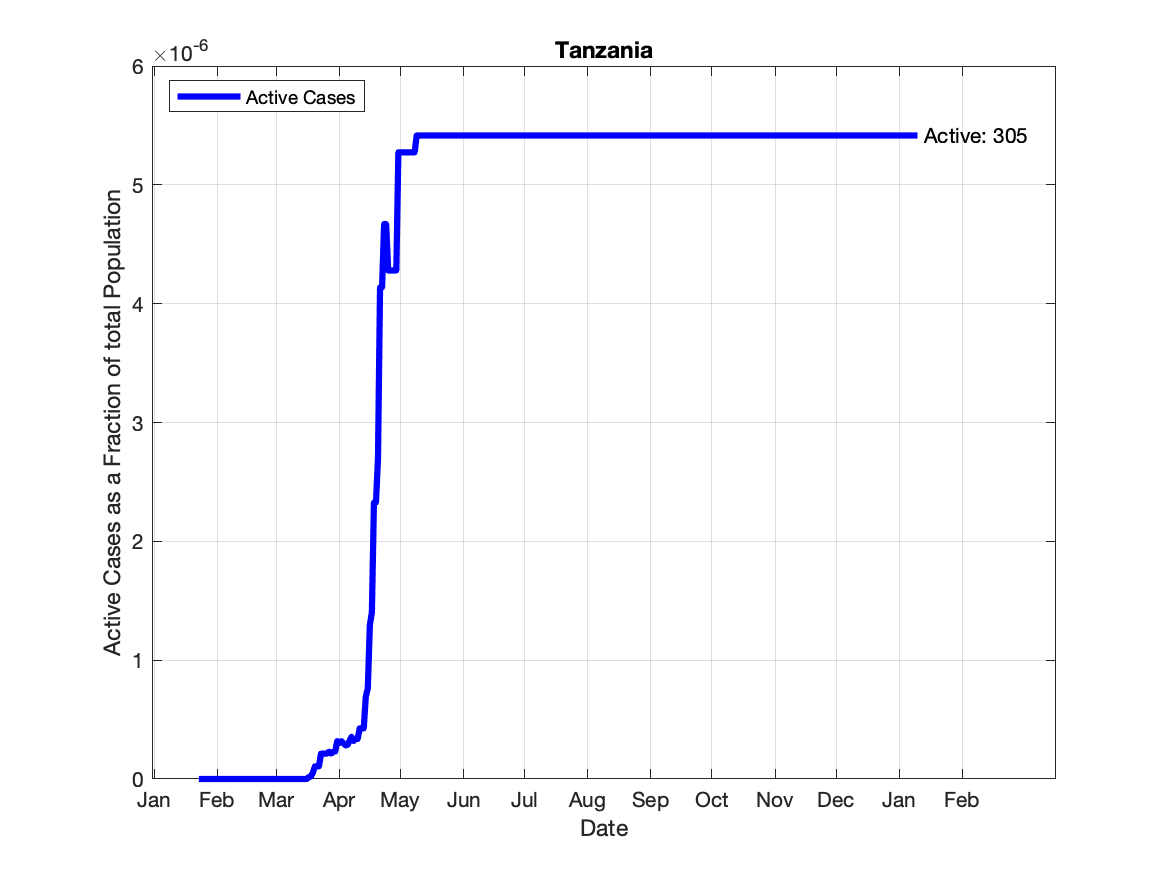 Tanzania
×10-6
Active Cases
Active: 305
Active Cases as a Fraction of total Population
6
5
4
3
2
1
0
Jan Feb Mar Apr May Jun Jul Aug Sep Oct Nov Dec Jan Feb
Date